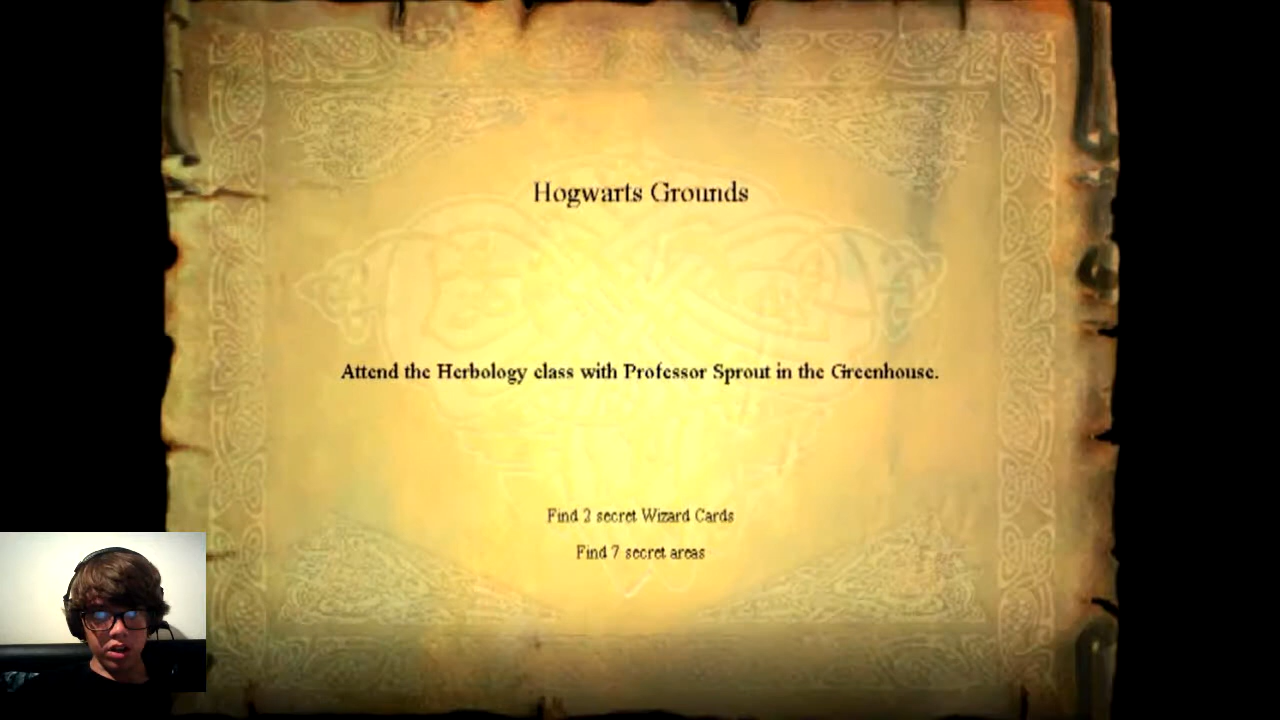 Hogwarts Grounds
Attend the Herbology class with Professor Sprout in the Greenhouse.
Find 2 secret Wizard Cards
Find 7 secret areas